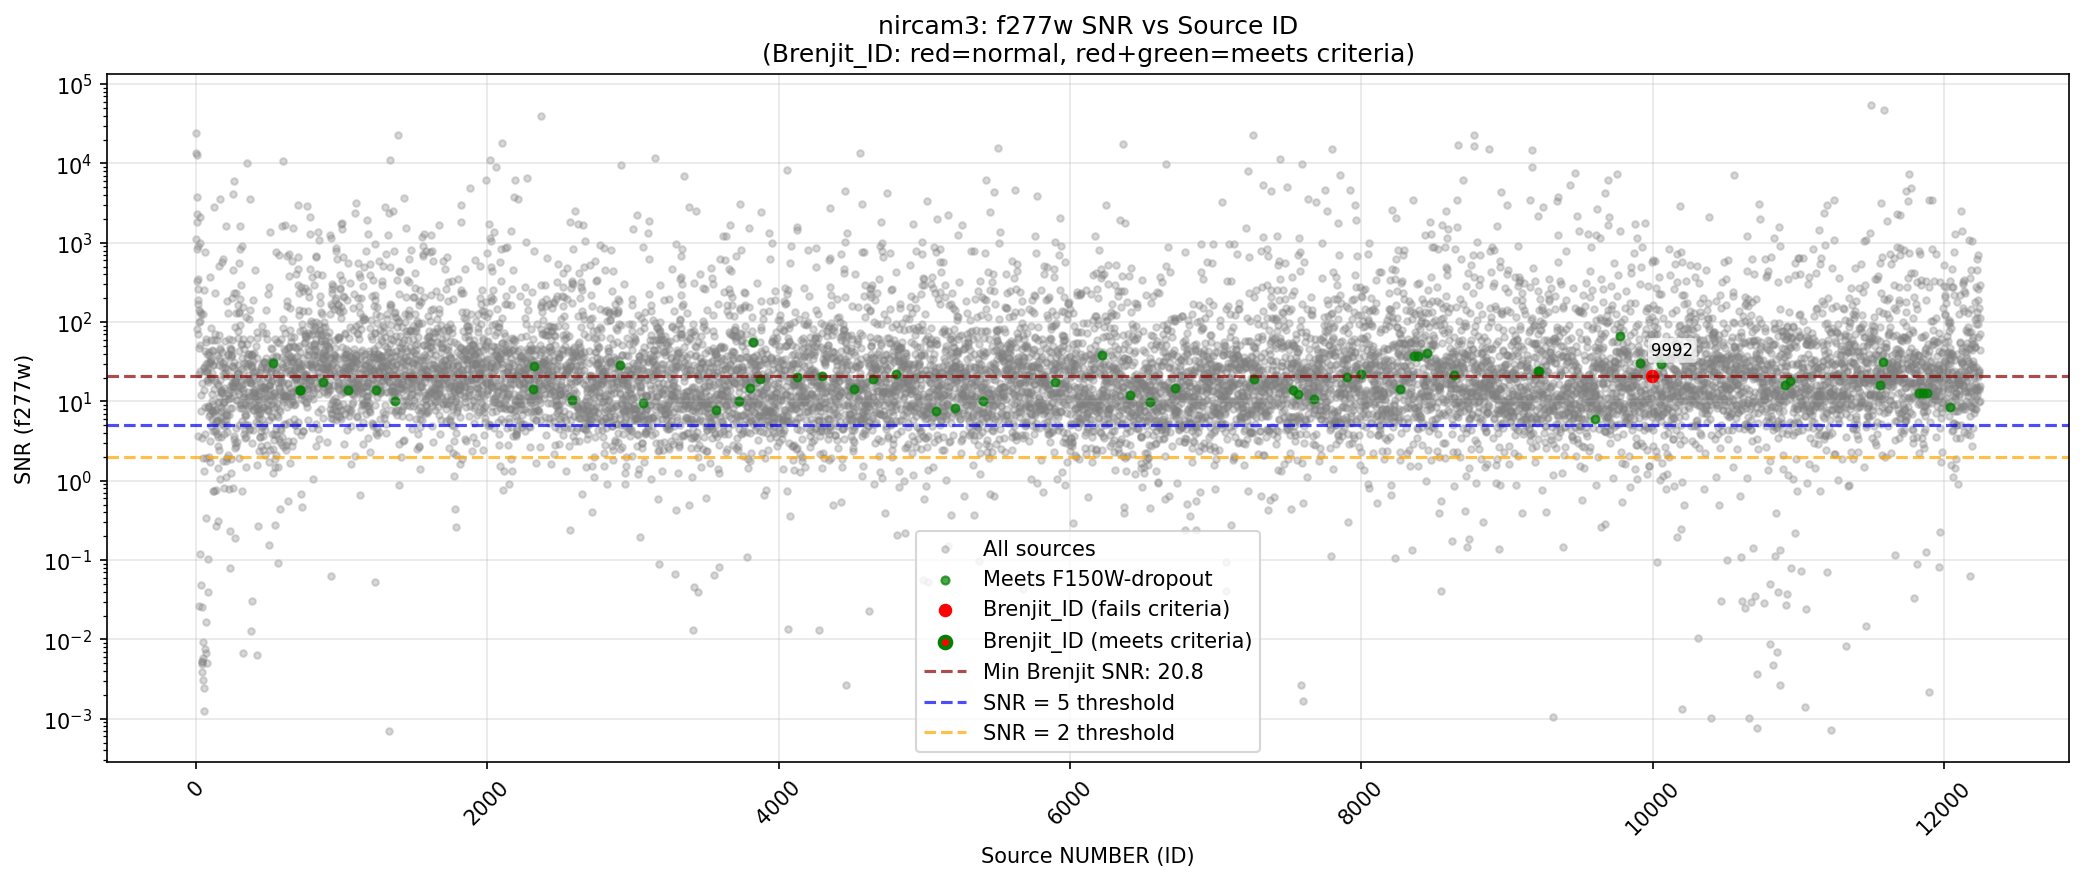 nircam3: f277w SNR vs Source ID
(Brenjit_ID: red=normal, red+green=meets criteria)
SNR (f277w)
10^5
10^4
10^3
10^2
10^1
10^0
10^-1
10^-2
10^-3
9992
All sources
Meets F150W-dropout
Brenjit_ID (fails criteria)
Brenjit_ID (meets criteria)
Min Brenjit SNR: 20.8
SNR = 5 threshold
SNR = 2 threshold
0
2000
4000
6000
8000
10000
12000
Source NUMBER (ID)